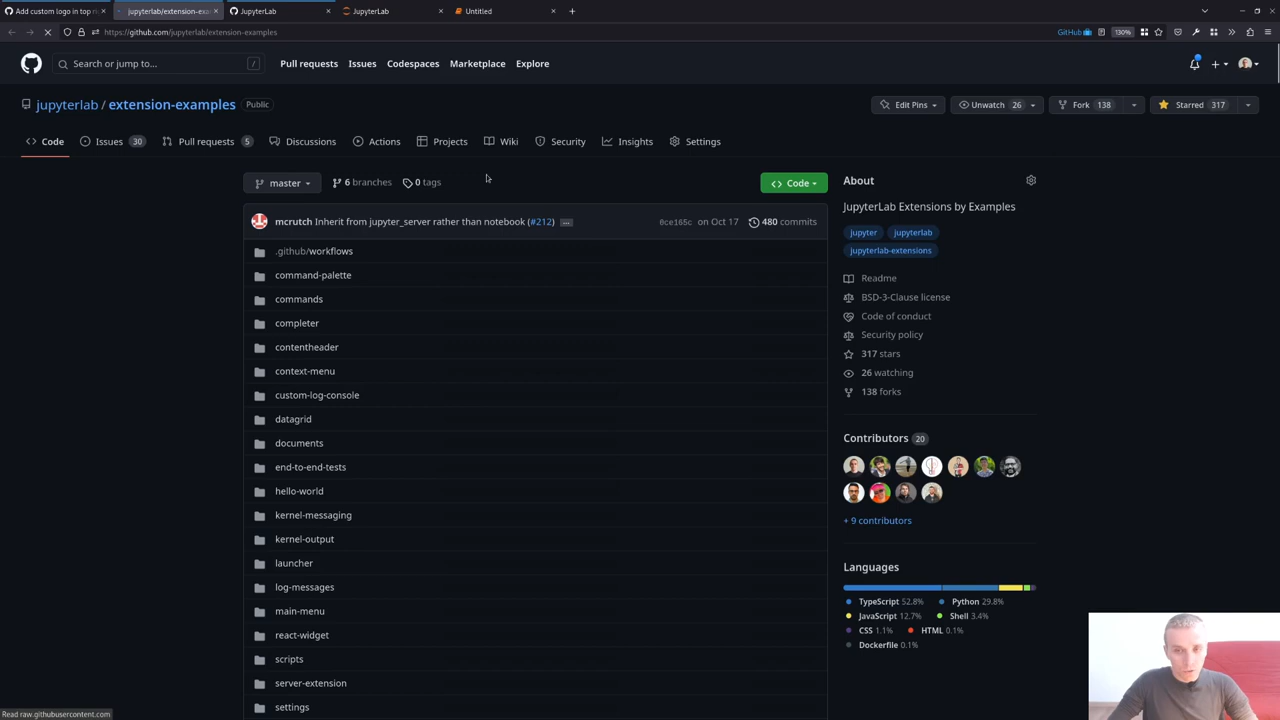 Add custom logo in top ri
jupyterlab/extension-exa
JupyterLab
JupyterLab
Untitled
https://github.com/jupyterlab/extension-examples
GitHub
130%
Search or jump to...
/
Pull requests
Issues
Codespaces
Marketplace
Explore
jupyterlab / extension-examples
Public
Edit Pins
Unwatch 26
Fork 138
Starred 317
Code
Issues 30
Pull requests 5
Discussions
Actions
Projects
Wiki
Security
Insights
Settings
master
6 branches
0 tags
Code
mcrutch Inherit from jupyter_server rather than notebook (#212) ...
0ce165c on Oct 17
480 commits
.github/workflows
command-palette
commands
completer
contentheader
context-menu
custom-log-console
datagrid
documents
end-to-end-tests
hello-world
kernel-messaging
kernel-output
launcher
log-messages
main-menu
react-widget
scripts
server-extension
settings
About
JupyterLab Extensions by Examples
jupyter
jupyterlab
jupyterlab-extensions
Readme
BSD-3-Clause license
Code of conduct
Security policy
317 stars
26 watching
138 forks
Contributors 20
+ 9 contributors
Languages
TypeScript 52.8%
Python 29.8%
JavaScript 12.7%
Shell 3.4%
CSS 1.1%
HTML 0.1%
Dockerfile 0.1%
Read raw.githubusercontent.com